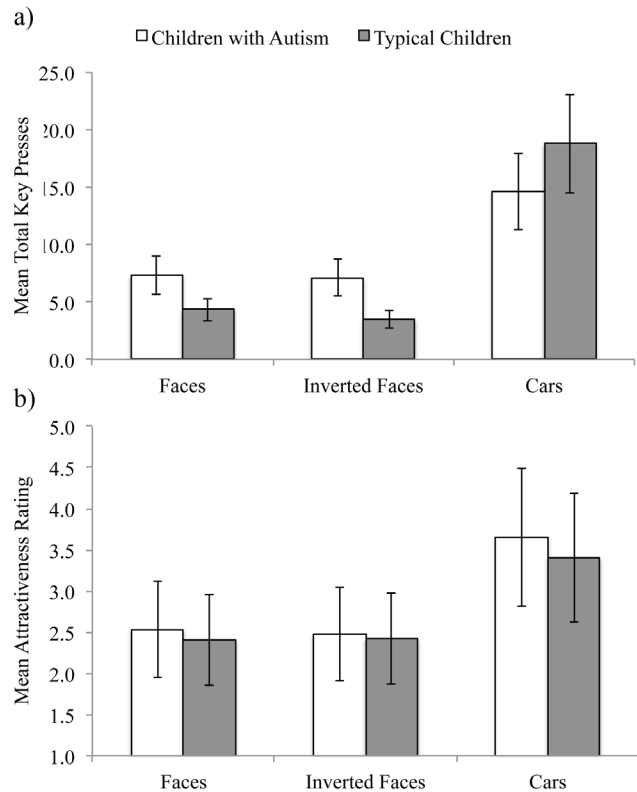 a)
Children with Autism Typical Children
Mean Total Key Presses
25.0
20.0
15.0
10.0
5.0
0.0
Faces Inverted Faces Cars
b)
Mean Attractiveness Rating
5.0
4.5
4.0
3.5
3.0
2.5
2.0
1.5
1.0
Faces Inverted Faces Cars